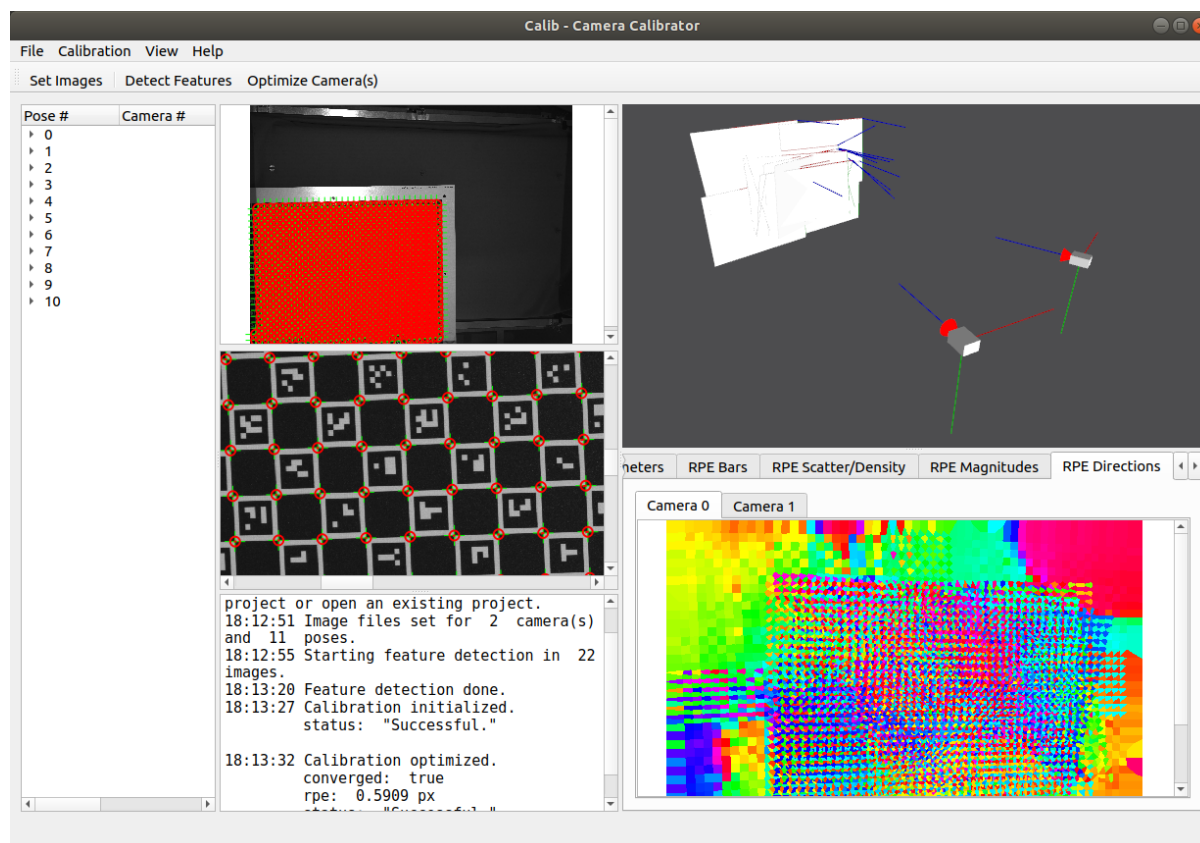 Calib - Camera Calibrator
File Calibration View Help
Set Images Detect Features Optimize Camera(s)
Pose # Camera #
0
1
2
3
4
5
6
7
8
9
10
project or open an existing project.
18:12:51 Image files set for 2 camera(s)
and 11 poses.
18:12:55 Starting feature detection in 22
images.
18:13:20 Feature detection done.
18:13:27 Calibration initialized.
status: "Successful."
18:13:32 Calibration optimized.
converged: true
rpe: 0.5909 px
status: "Successful."
neters RPE Bars RPE Scatter/Density RPE Magnitudes RPE Directions
Camera 0 Camera 1